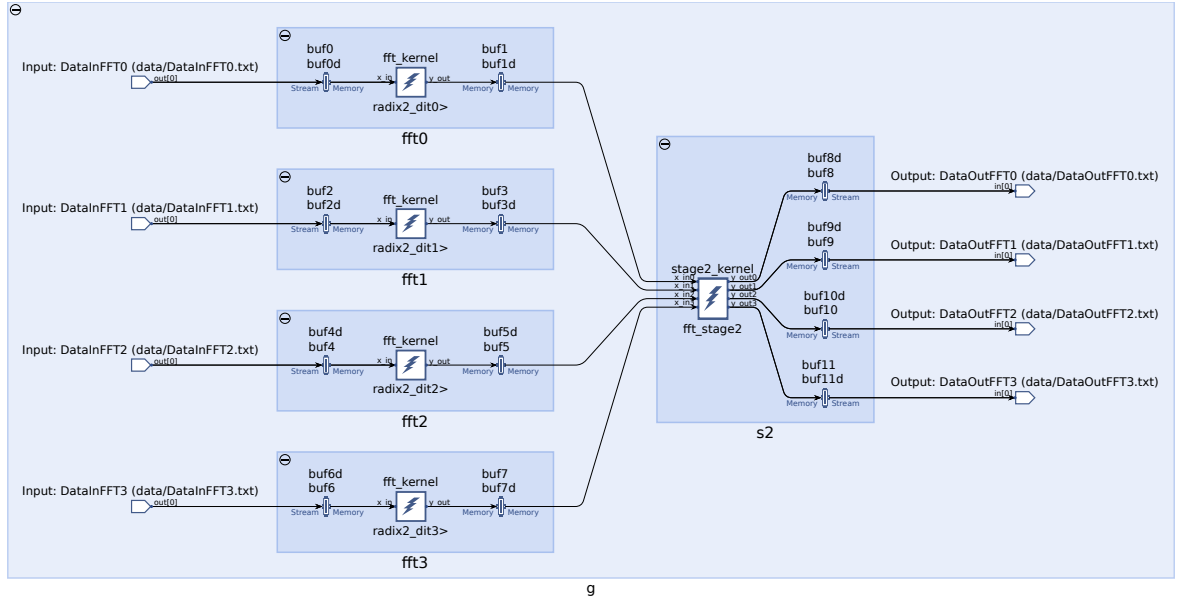 buf0
buf0d
fft_kernel
buf1
buf1d
Input: DataInFFT0 (data/DataInFFT0.txt)
out[0]
x_in
y_out
Stream
Memory
Memory
Memory
radix2_dit0>
fft0
buf2
buf2d
fft_kernel
buf3
buf3d
Input: DataInFFT1 (data/DataInFFT1.txt)
out[0]
x_in
y_out
Stream
Memory
Memory
Memory
radix2_dit1>
fft1
buf4d
buf4
fft_kernel
buf5d
buf5
Input: DataInFFT2 (data/DataInFFT2.txt)
out[0]
x_in
y_out
Stream
Memory
Memory
Memory
radix2_dit2>
fft2
buf6d
buf6
fft_kernel
buf7
buf7d
Input: DataInFFT3 (data/DataInFFT3.txt)
out[0]
x_in
y_out
Stream
Memory
Memory
Memory
radix2_dit3>
fft3
stage2_kernel
x_in0
x_in1
x_in2
x_in3
y_out0
y_out1
y_out2
y_out3
fft_stage2
buf8d
buf8
Memory
Stream
Output: DataOutFFT0 (data/DataOutFFT0.txt)
in[0]
buf9d
buf9
Memory
Stream
Output: DataOutFFT1 (data/DataOutFFT1.txt)
in[0]
buf10d
buf10
Memory
Stream
Output: DataOutFFT2 (data/DataOutFFT2.txt)
in[0]
buf11
buf11d
Memory
Stream
Output: DataOutFFT3 (data/DataOutFFT3.txt)
in[0]
s2
g